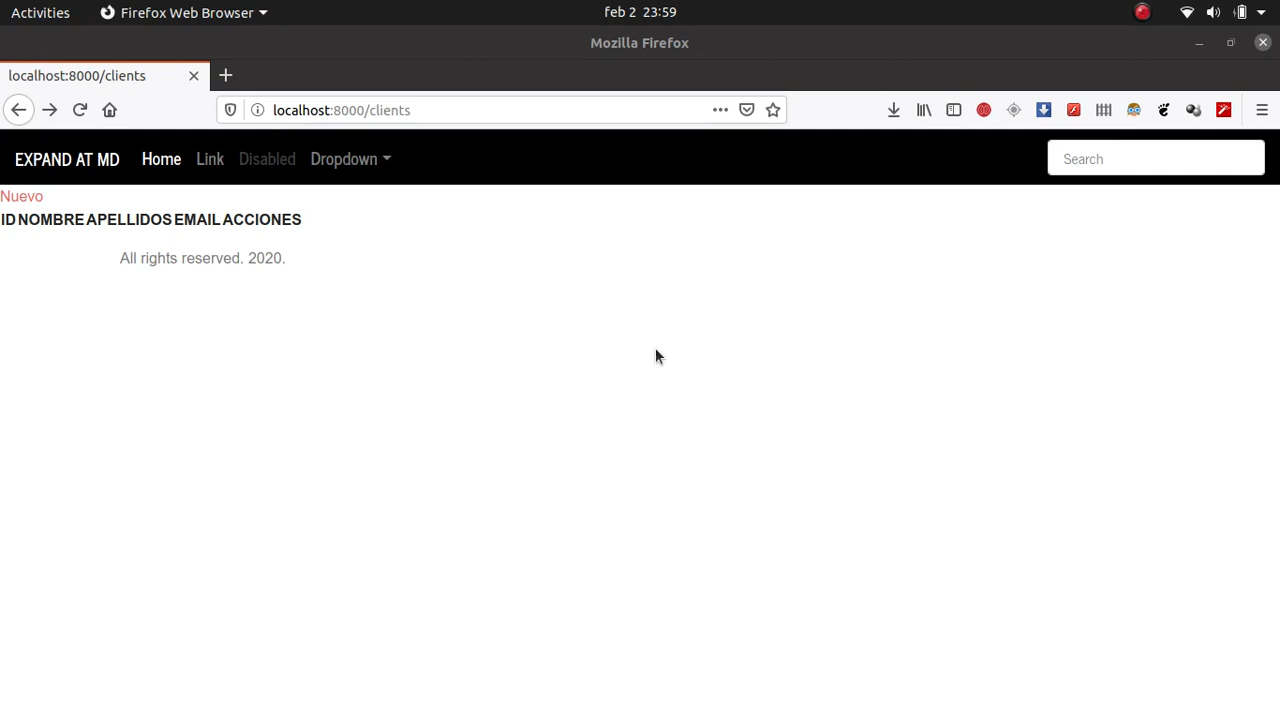 Activities Firefox Web Browser feb 2 23:59
Mozilla Firefox
localhost:8000/clients
localhost:8000/clients
EXPAND AT MD Home Link Disabled Dropdown Search
Nuevo
ID NOMBRE APELLIDOS EMAIL ACCIONES
All rights reserved. 2020.